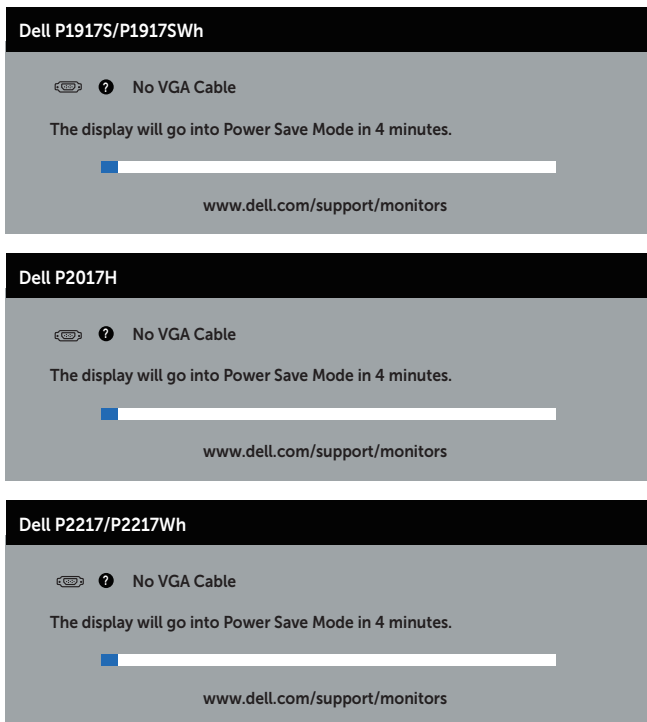 Dell P1917S/P1917SWh
? No VGA Cable
The display will go into Power Save Mode in 4 minutes.
www.dell.com/support/monitors
Dell P2017H
? No VGA Cable
The display will go into Power Save Mode in 4 minutes.
www.dell.com/support/monitors
Dell P2217/P2217Wh
? No VGA Cable
The display will go into Power Save Mode in 4 minutes.
www.dell.com/support/monitors